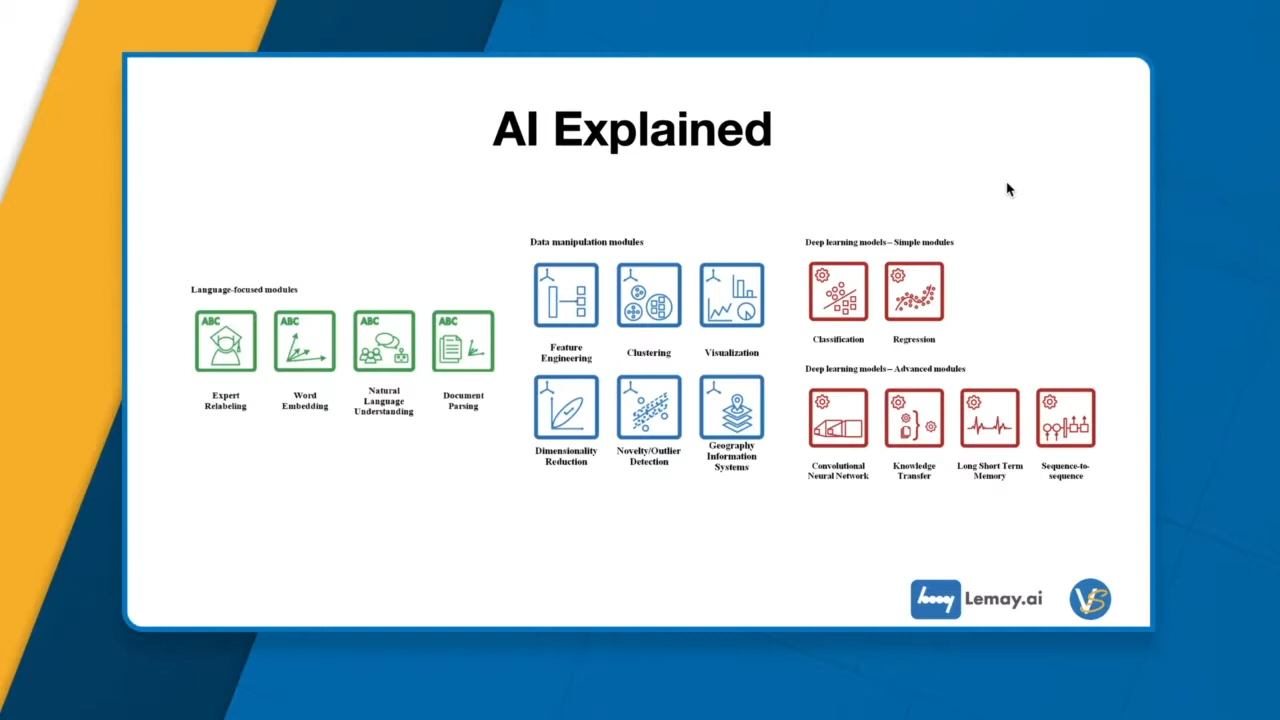 AI Explained
Language-focused modules
ABC
ABC
ABC
ABC
Expert
Relabeling
Word
Embedding
Natural
Language
Understanding
Document
Parsing
Data manipulation modules
Feature
Engineering
Clustering
Visualization
Dimensionality
Reduction
Novelty/Outlier
Detection
Geography
Information
Systems
Deep learning models – Simple modules
Classification
Regression
Deep learning models – Advanced modules
Convolutional
Neural Network
Knowledge
Transfer
Long Short Term
Memory
Sequence-to-
sequence
Lemay.ai
VS